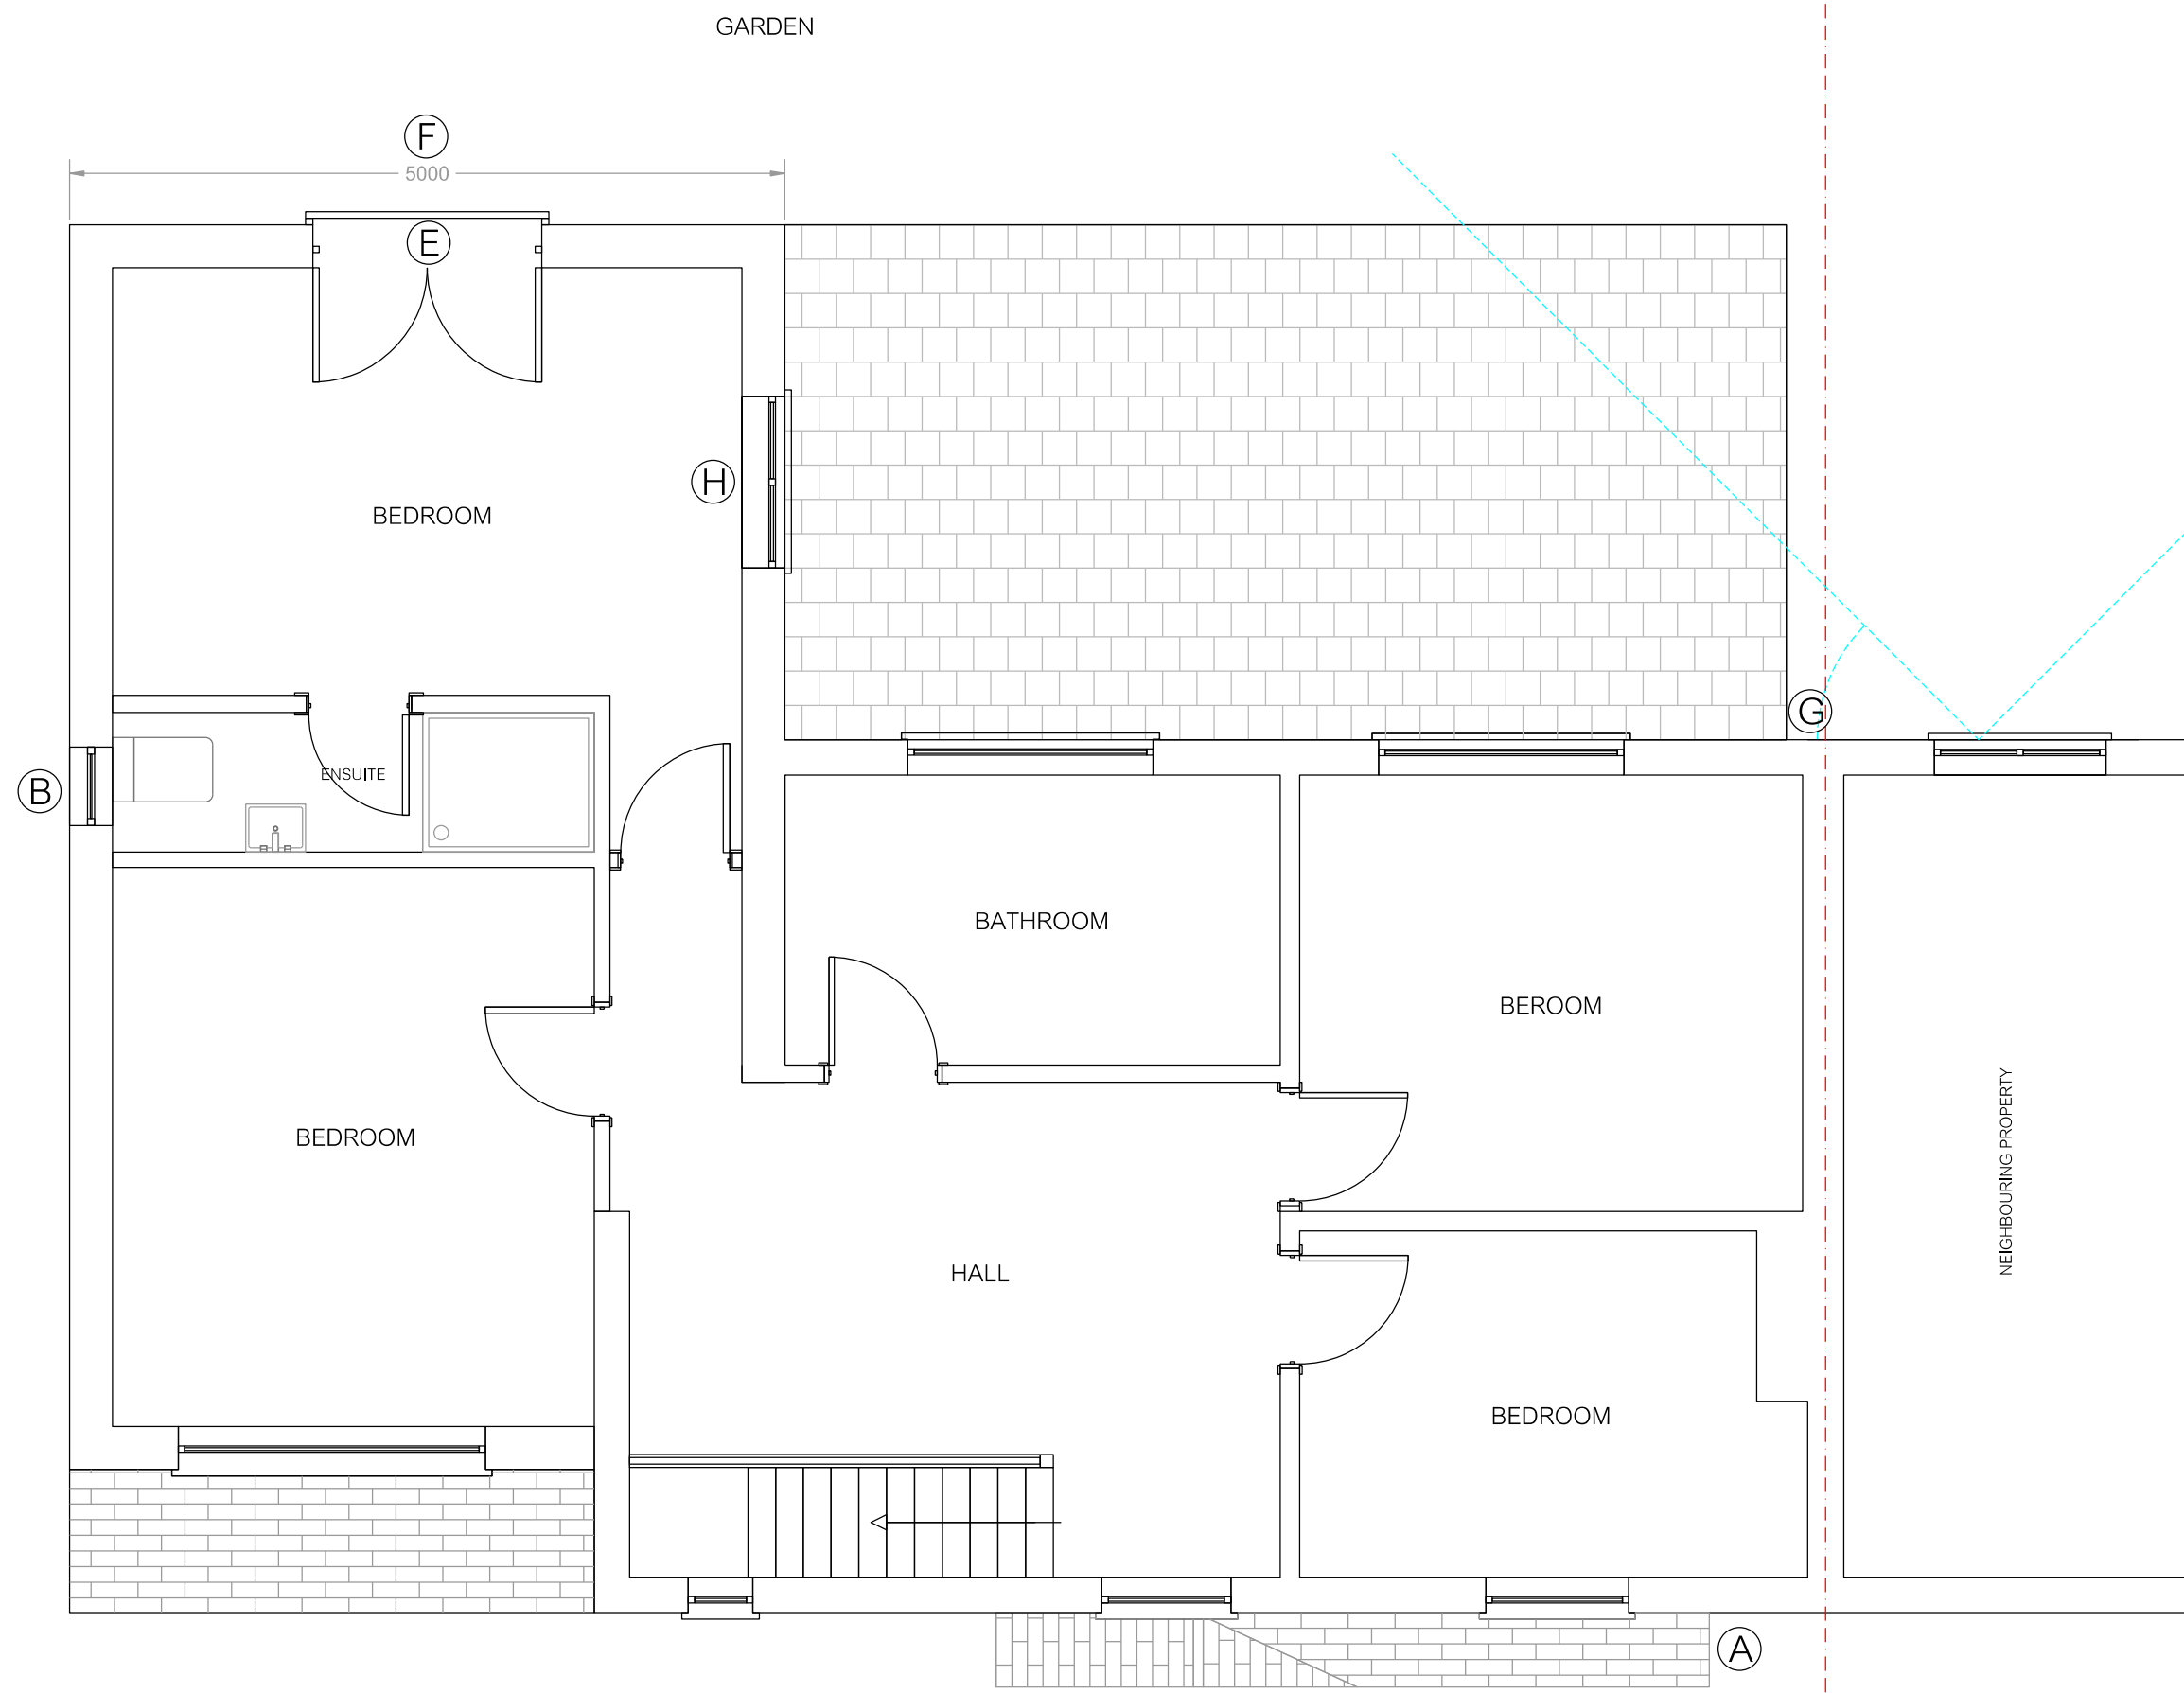 GARDEN
F
5000
E
H
BEDROOM
G
ENSUITE
B
BATHROOM
BEROOM
BEDROOM
NEIGHBOURING PROPERTY
HALL
BEDROOM
A